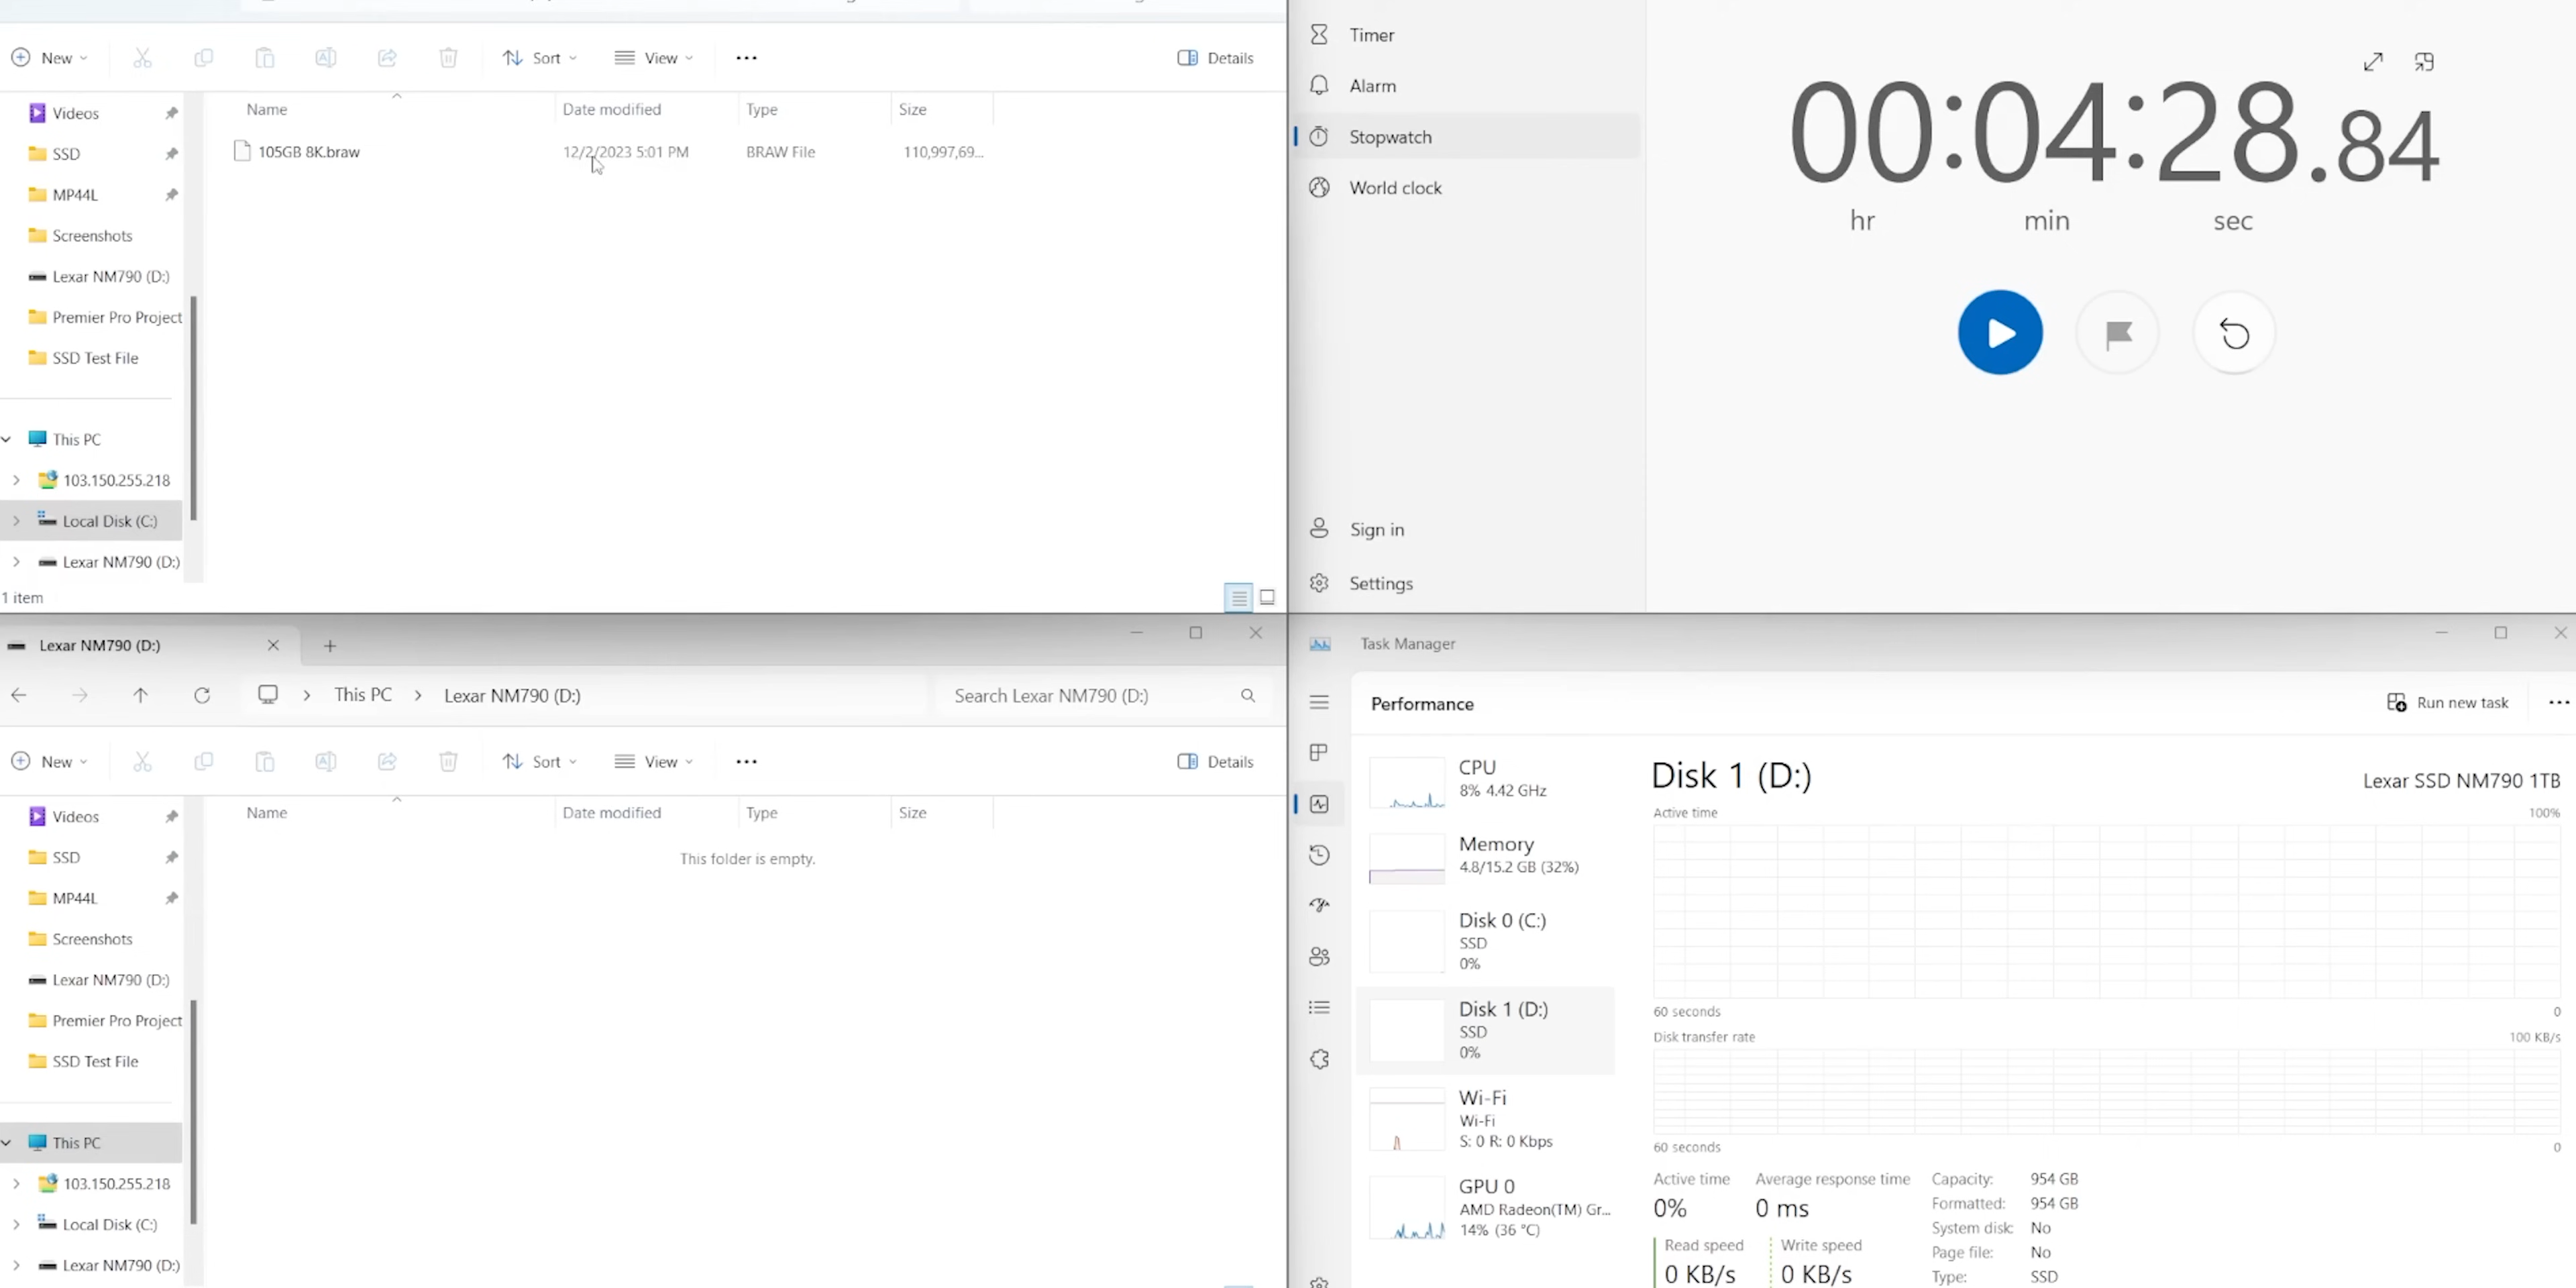 New
Sort
View
Details
Name
Date modified
Type
Size
Videos
105GB 8K.braw
12/2/2023 5:01 PM
BRAW File
110,997,69...
SSD
MP44L
Screenshots
Lexar NM790 (D:)
Premier Pro Project
SSD Test File
This PC
103.150.255.218
Local Disk (C:)
Lexar NM790 (D:)
1 item
Timer
Alarm
Stopwatch
World clock
Sign in
Settings
00:04:28.84
hr
min
sec
Lexar NM790 (D:)
This PC
Lexar NM790 (D:)
Search Lexar NM790 (D:)
New
Sort
View
Details
Name
Date modified
Type
Size
This folder is empty.
Videos
SSD
MP44L
Screenshots
Lexar NM790 (D:)
Premier Pro Project
SSD Test File
This PC
103.150.255.218
Local Disk (C:)
Lexar NM790 (D:)
Task Manager
Performance
Run new task
CPU
8% 4.42 GHz
Memory
4.8/15.2 GB (32%)
Disk 0 (C:)
SSD
0%
Disk 1 (D:)
SSD
0%
Wi-Fi
Wi-Fi
S: 0 R: 0 Kbps
GPU 0
AMD Radeon(TM) Gr...
14% (36 °C)
Disk 1 (D:)
Lexar SSD NM790 1TB
Active time
100%
60 seconds
0
Disk transfer rate
100 KB/s
60 seconds
0
Active time
0%
Average response time
0 ms
Read speed
0 KB/s
Write speed
0 KB/s
Capacity: 954 GB
Formatted: 954 GB
System disk: No
Page file: No
Type: SSD